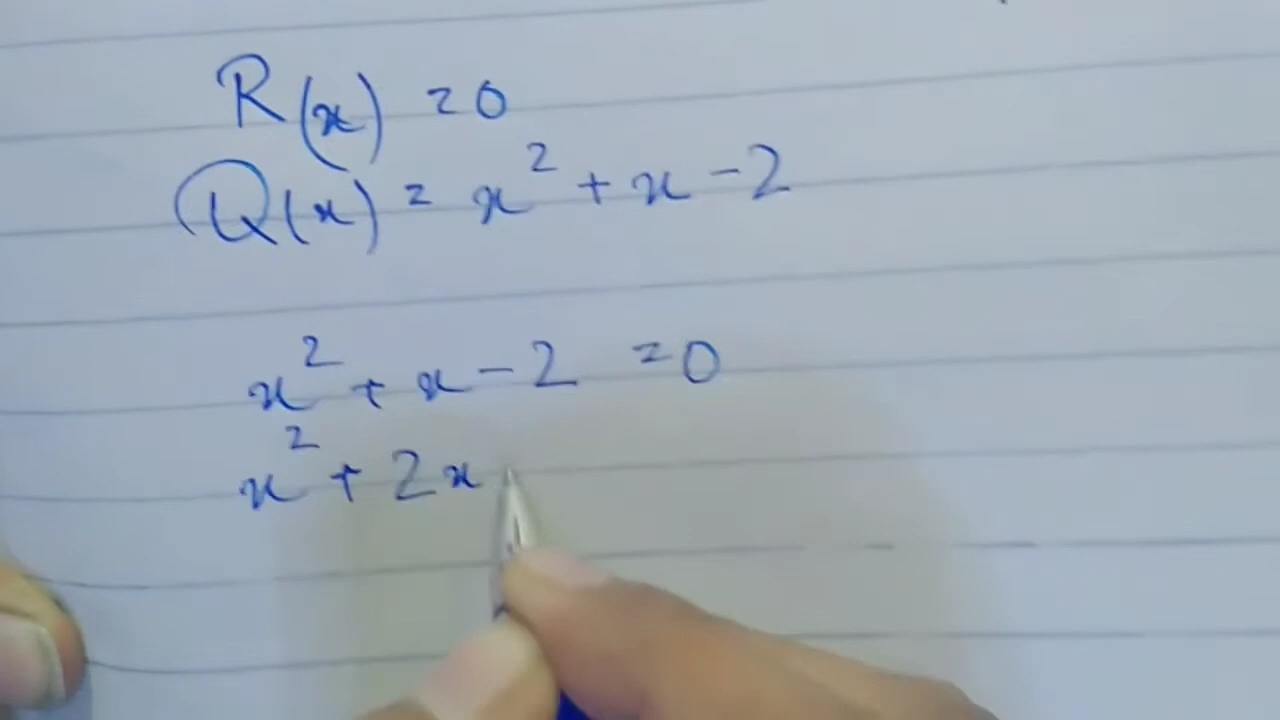 R(x) = 0
Q(x) = x² + x - 2
x² + x - 2 = 0
x² + 2x